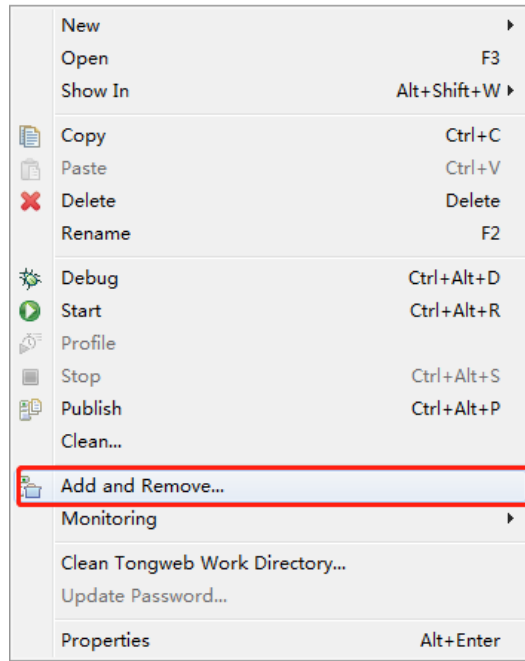 New
Open F3
Show In Alt+Shift+W
Copy Ctrl+C
Paste Ctrl+V
Delete Delete
Rename F2
Debug Ctrl+Alt+D
Start Ctrl+Alt+R
Profile
Stop Ctrl+Alt+S
Publish Ctrl+Alt+P
Clean...
Add and Remove...
Monitoring
Clean Tongweb Work Directory...
Update Password...
Properties Alt+Enter